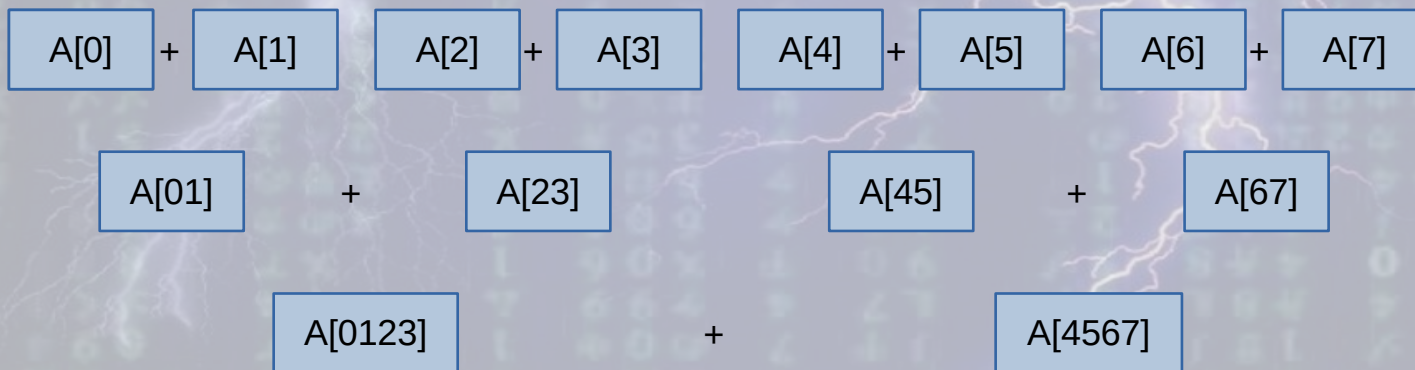 A[0] + A[1] A[2] + A[3] A[4] + A[5] A[6] + A[7]
A[01] + A[23] + A[45] + A[67]
A[0123] + A[4567]